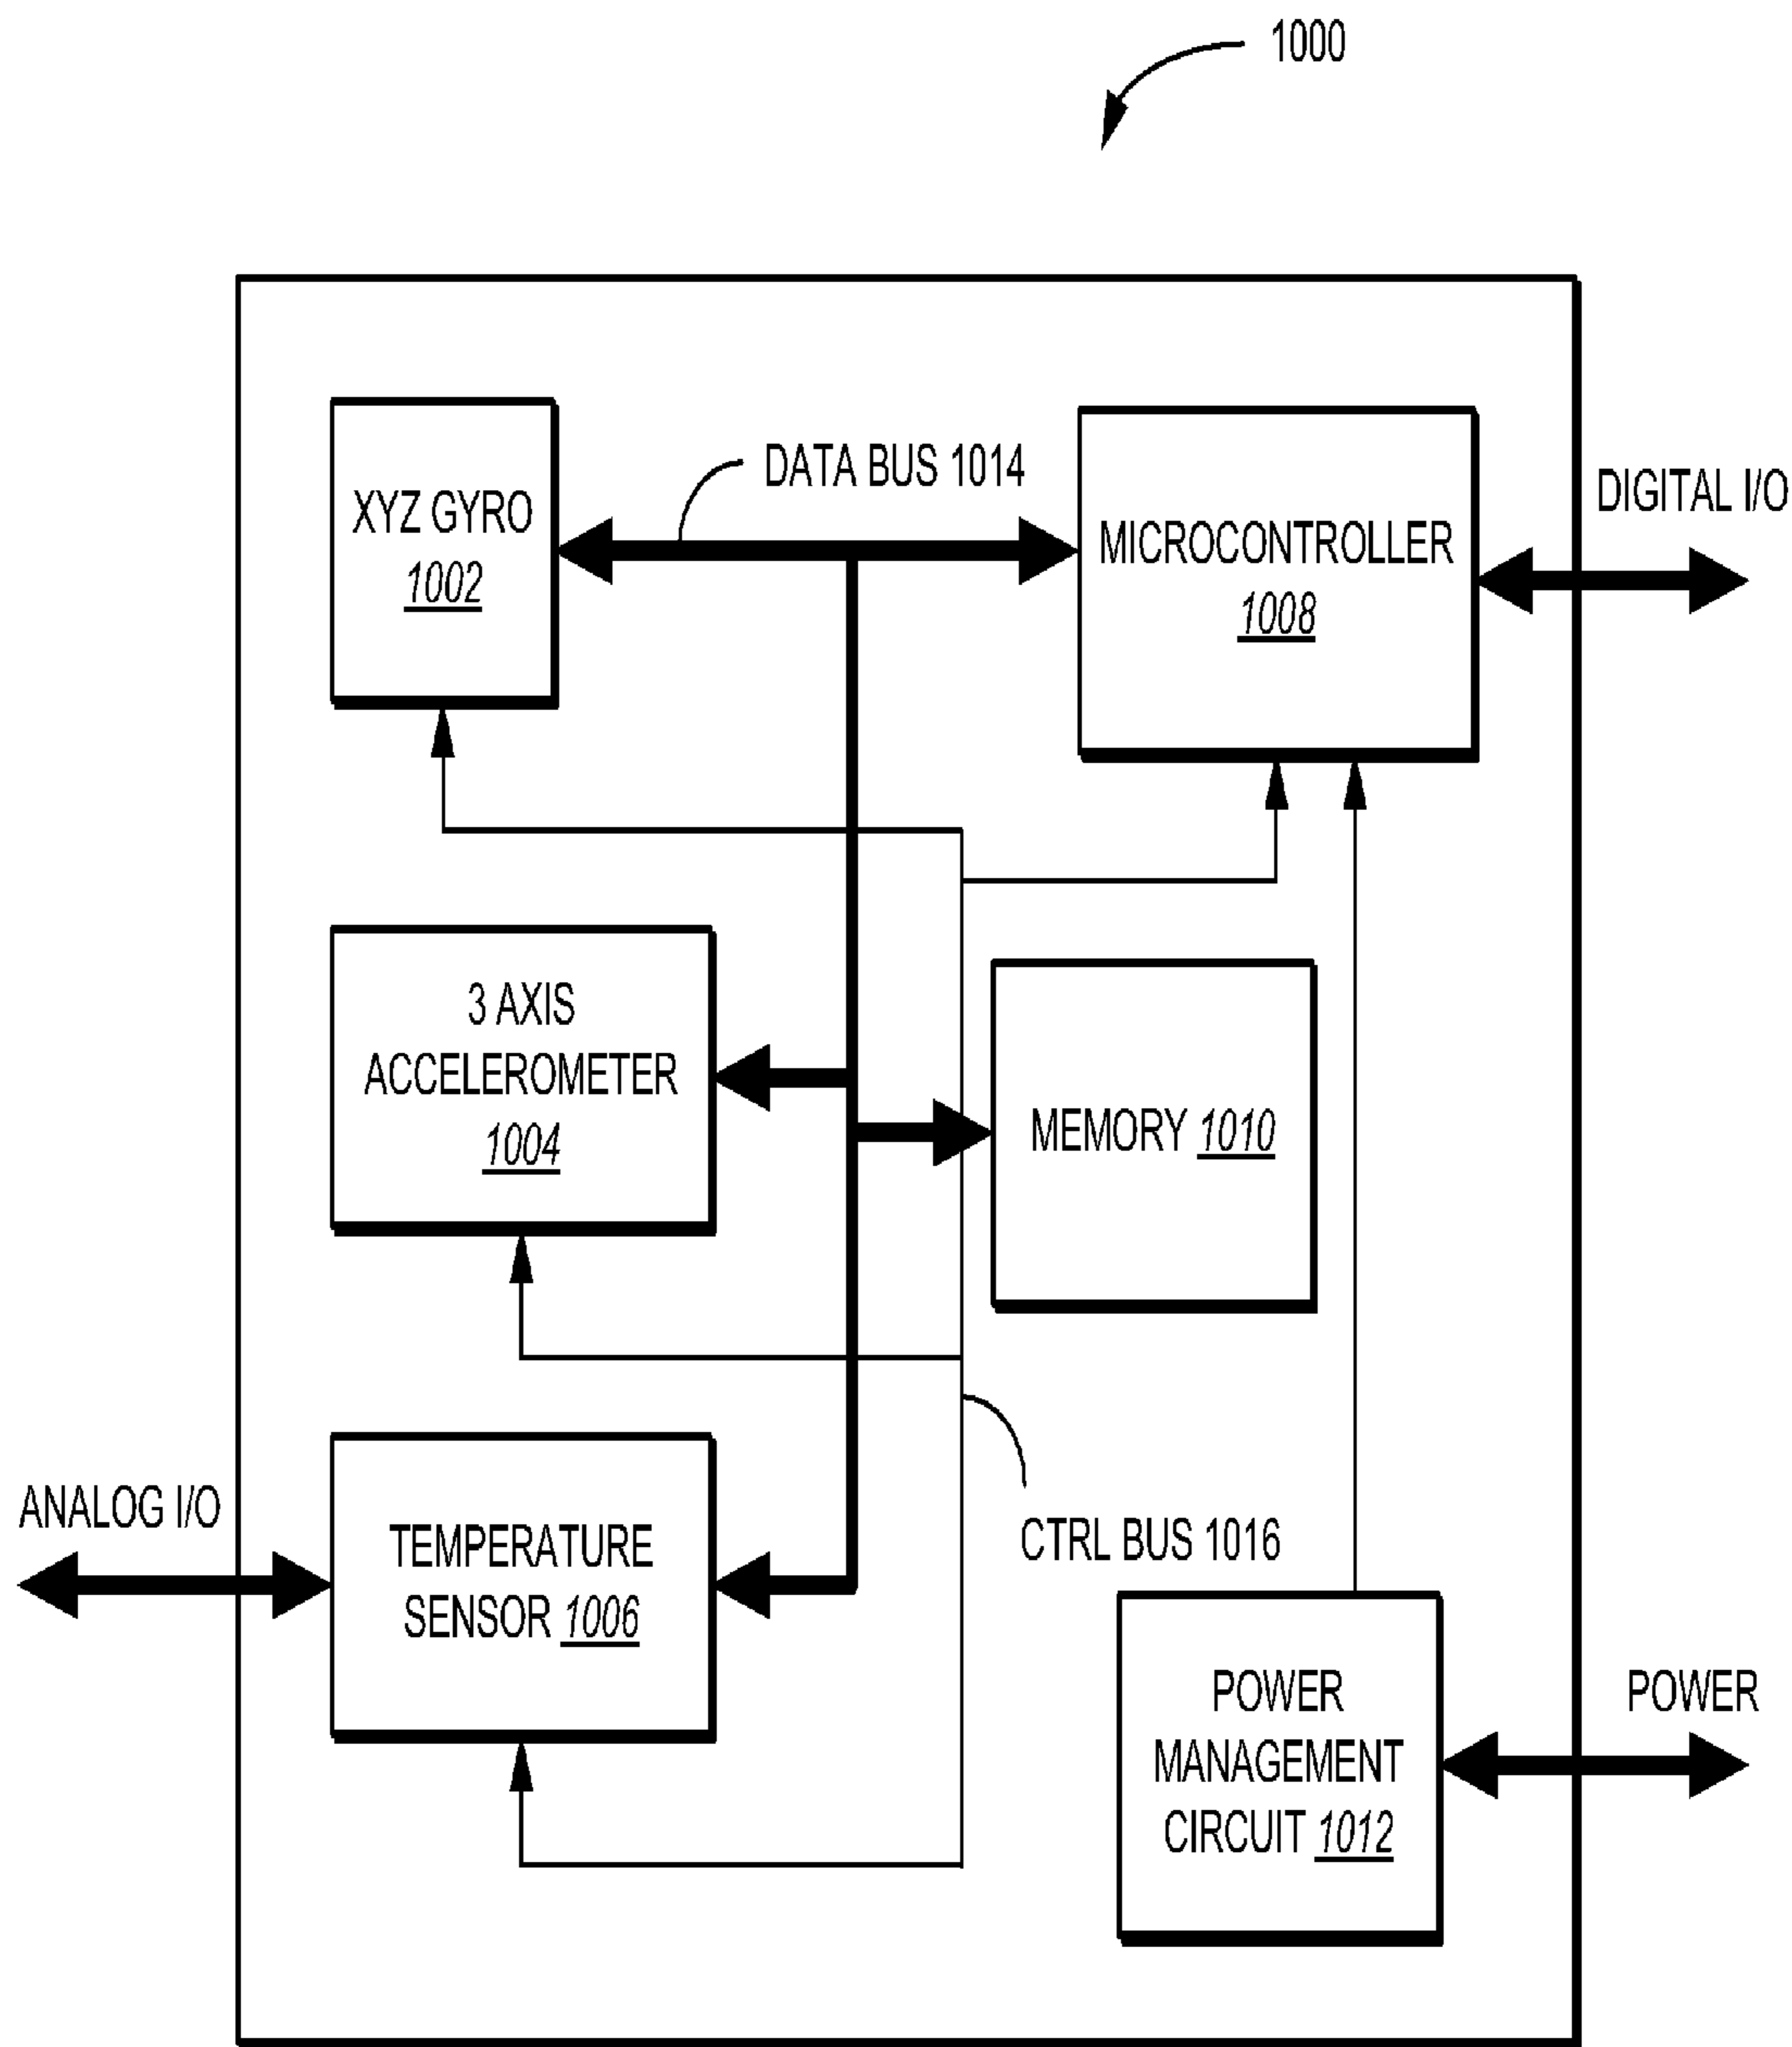 1000
DATA BUS 1014
XYZ GYRO
1002
MICROCONTROLLER
1008
DIGITAL I/O
3 AXIS
ACCELEROMETER
1004
MEMORY 1010
ANALOG I/O
TEMPERATURE
SENSOR 1006
CTRL BUS 1016
POWER
MANAGEMENT
CIRCUIT 1012
POWER